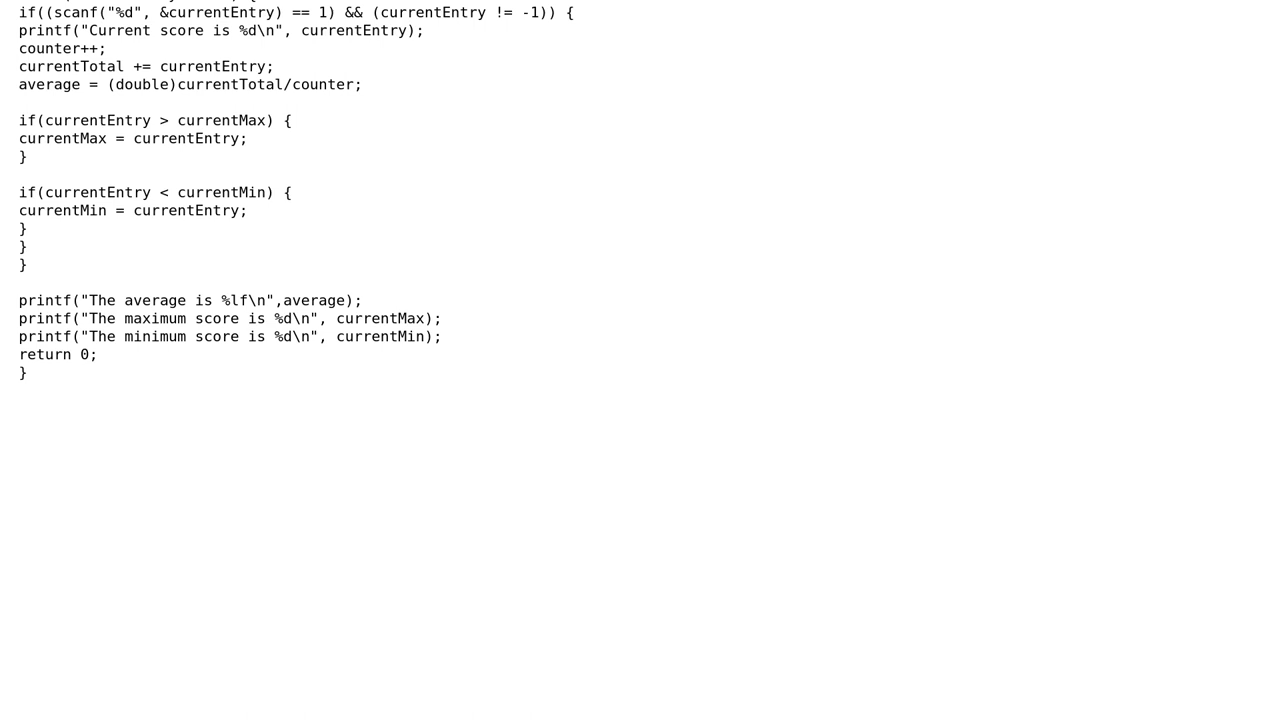 if((scanf("%d", &currentEntry) == 1) && (currentEntry != -1)) {
printf("Current score is %d\n", currentEntry);
counter++;
currentTotal += currentEntry;
average = (double)currentTotal/counter;

if(currentEntry > currentMax) {
currentMax = currentEntry;
}

if(currentEntry < currentMin) {
currentMin = currentEntry;
}
}
}

printf("The average is %lf\n",average);
printf("The maximum score is %d\n", currentMax);
printf("The minimum score is %d\n", currentMin);
return 0;
}